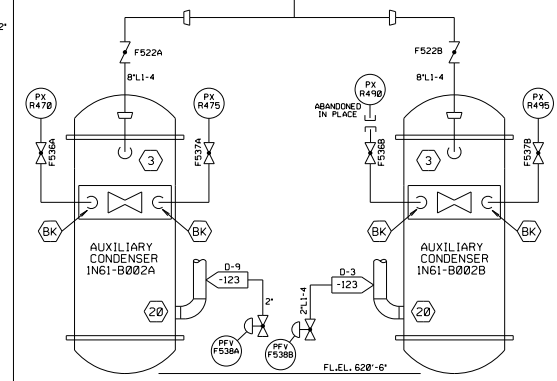 2"
F522A
F522B
8"L1-4
8"L1-4
PX
R470
PX
R475
PX
R490
PX
R495
ABANDONED
IN PLACE
F536A
F537A
F536B
F537B
3
3
BK
BK
BK
BK
AUXILIARY
CONDENSER
1N61-B002A
AUXILIARY
CONDENSER
1N61-B002B
D-9
-123
D-3
-123
2"
2"L1-4
20
20
PFV
F538A
PFV
F538B
FL.EL. 620'-6"